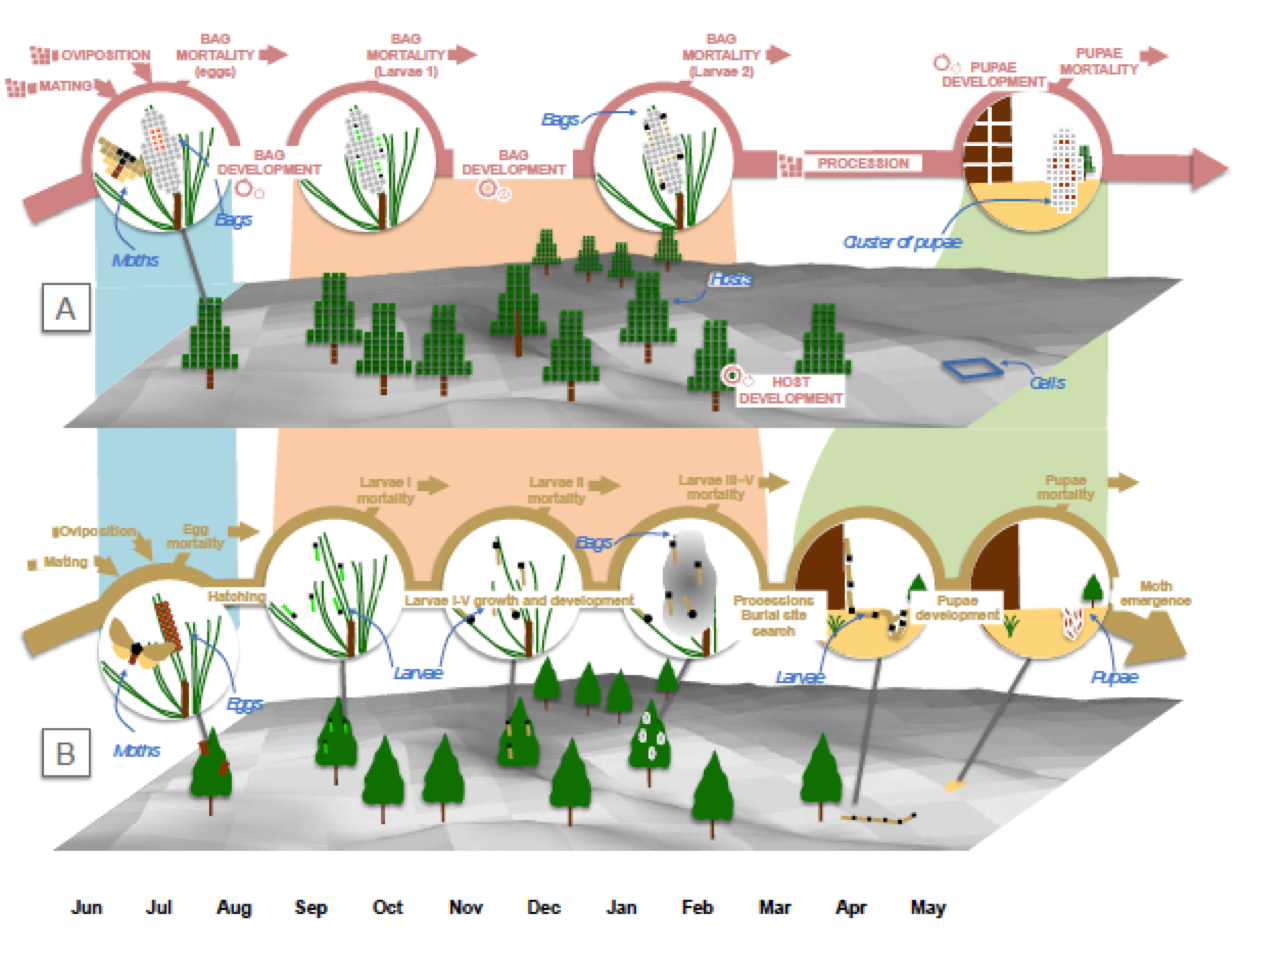 BAG
MORTALITY
(eggs)
BAG
MORTALITY
(Larvae 1)
BAG
MORTALITY
(Larvae 2)
PUPAE
MORTALITY
OVIPOSITION
MATING
PUPAE
DEVELOPMENT
Bags
BAG
DEVELOPMENT
BAG
DEVELOPMENT
PROCESSION
Bags
Moths
Cluster of pupae
Hosts
A
HOST
DEVELOPMENT
Cells
Larvae I
mortality
Larvae II
mortality
Larvae III-V
mortality
Pupae
mortality
Oviposition
Egg
mortality
Mating
Bags
Hatching
Larvae I-V growth and development
Processions
Burial site
search
Pupae
development
Moth
emergence
Larvae
Larvae
Pupae
Eggs
Moths
B
Jun Jul Aug Sep Oct Nov Dec Jan Feb Mar Apr May